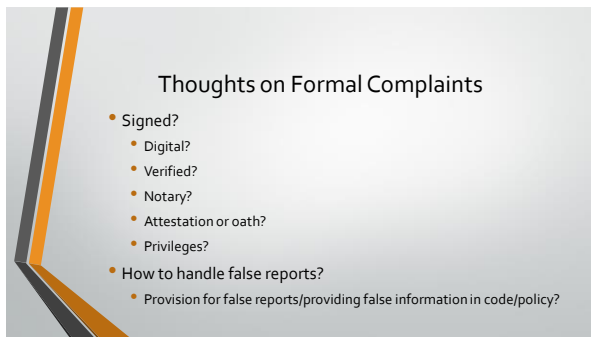 Thoughts on Formal Complaints
Signed?
Digital?
Verified?
Notary?
Attestation or oath?
Privileges?
How to handle false reports?
Provision for false reports/providing false information in code/policy?